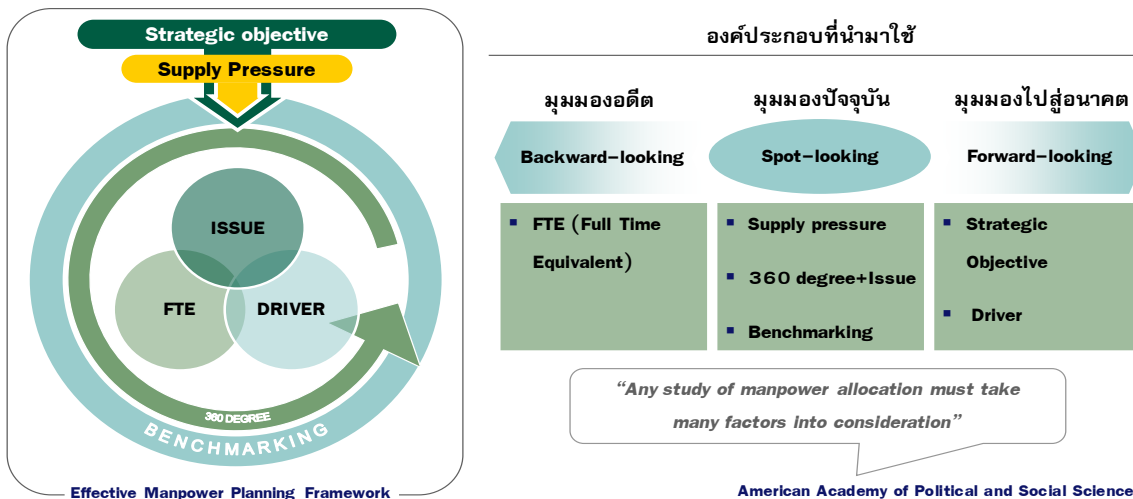 Strategic objective
Supply Pressure
ISSUE
FTE
DRIVER
360 DEGREE
BENCHMARKING
Effective Manpower Planning Framework
องค์ประกอบที่นำมาใช้
มุมมองอดีต
Backward-looking
▪ FTE (Full Time
Equivalent)
มุมมองปัจจุบัน
Spot-looking
▪ Supply pressure
▪ 360 degree+Issue
▪ Benchmarking
มุมมองไปสู่อนาคต
Forward-looking
▪ Strategic
Objective
▪ Driver
“Any study of manpower allocation must take
many factors into consideration”
American Academy of Political and Social Science